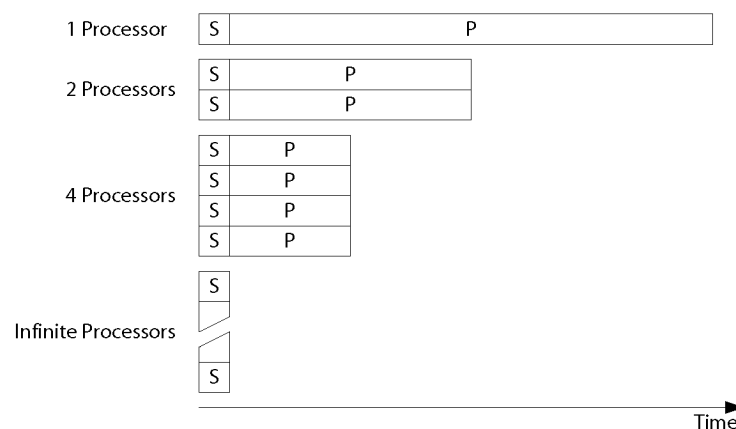 1 Processor S P
2 Processors S P
S P
4 Processors S P
S P
S P
S P
Infinite Processors S
S
Time